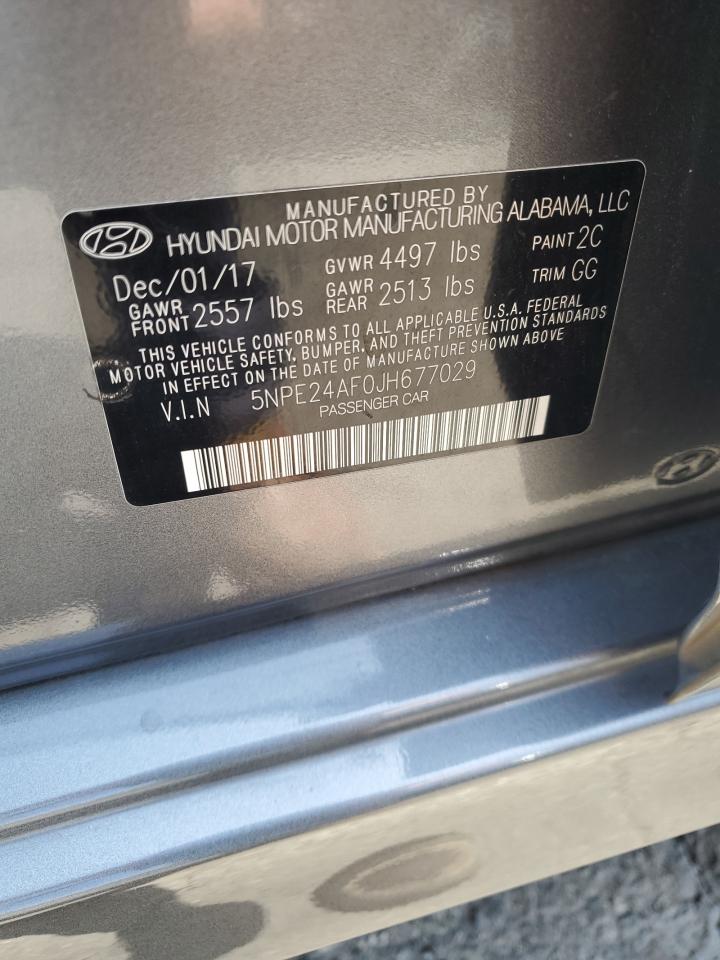 MANUFACTURED BY
HYUNDAI MOTOR MANUFACTURING ALABAMA, LLC
Dec/01/17 GVWR 4497 lbs PAINT 2C
GAWR FRONT 2557 lbs GAWR REAR 2513 lbs TRIM GG
THIS VEHICLE CONFORMS TO ALL APPLICABLE U.S.A. FEDERAL
MOTOR VEHICLE SAFETY, BUMPER, AND THEFT PREVENTION STANDARDS
IN EFFECT ON THE DATE OF MANUFACTURE SHOWN ABOVE
V.I.N 5NPE24AF0JH677029
PASSENGER CAR